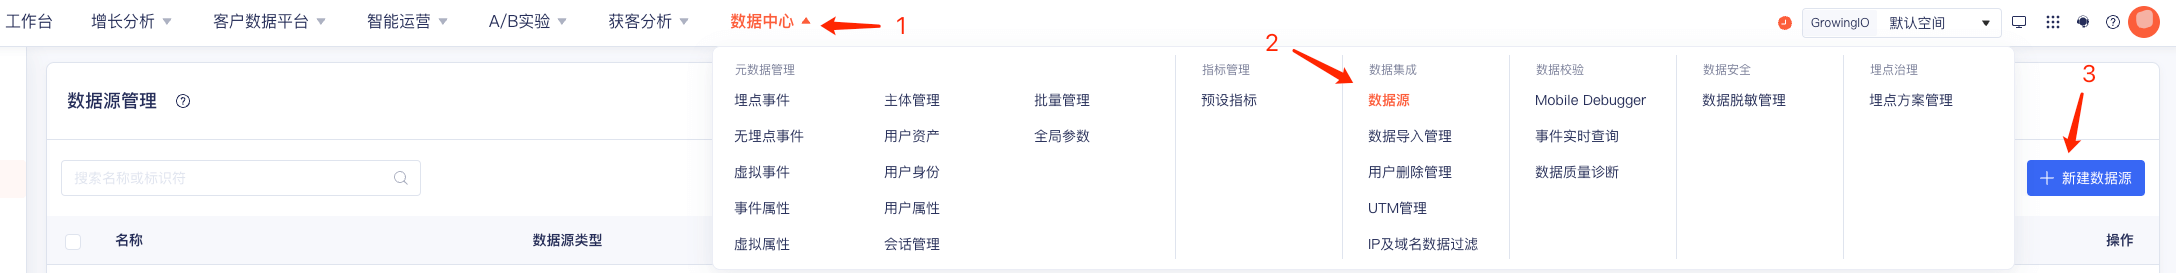 工作台 增长分析 客户数据平台 智能运营 A/B实验 获客分析 数据中心 1 GrowingIO 默认空间
2
元数据管理 指标管理 数据集成 数据校验 数据安全 埋点治理
3
数据源管理 埋点事件 主体管理 批量管理 预设指标 数据源 Mobile Debugger 数据脱敏管理 埋点方案管理
无埋点事件 用户资产 全局参数 数据导入管理 事件实时查询
搜索名称或标识符 虚拟事件 用户身份 用户删除管理 数据质量诊断 新建数据源
事件属性 用户属性 UTM管理
名称 数据源类型 虚拟属性 会话管理 IP及域名数据过滤 操作